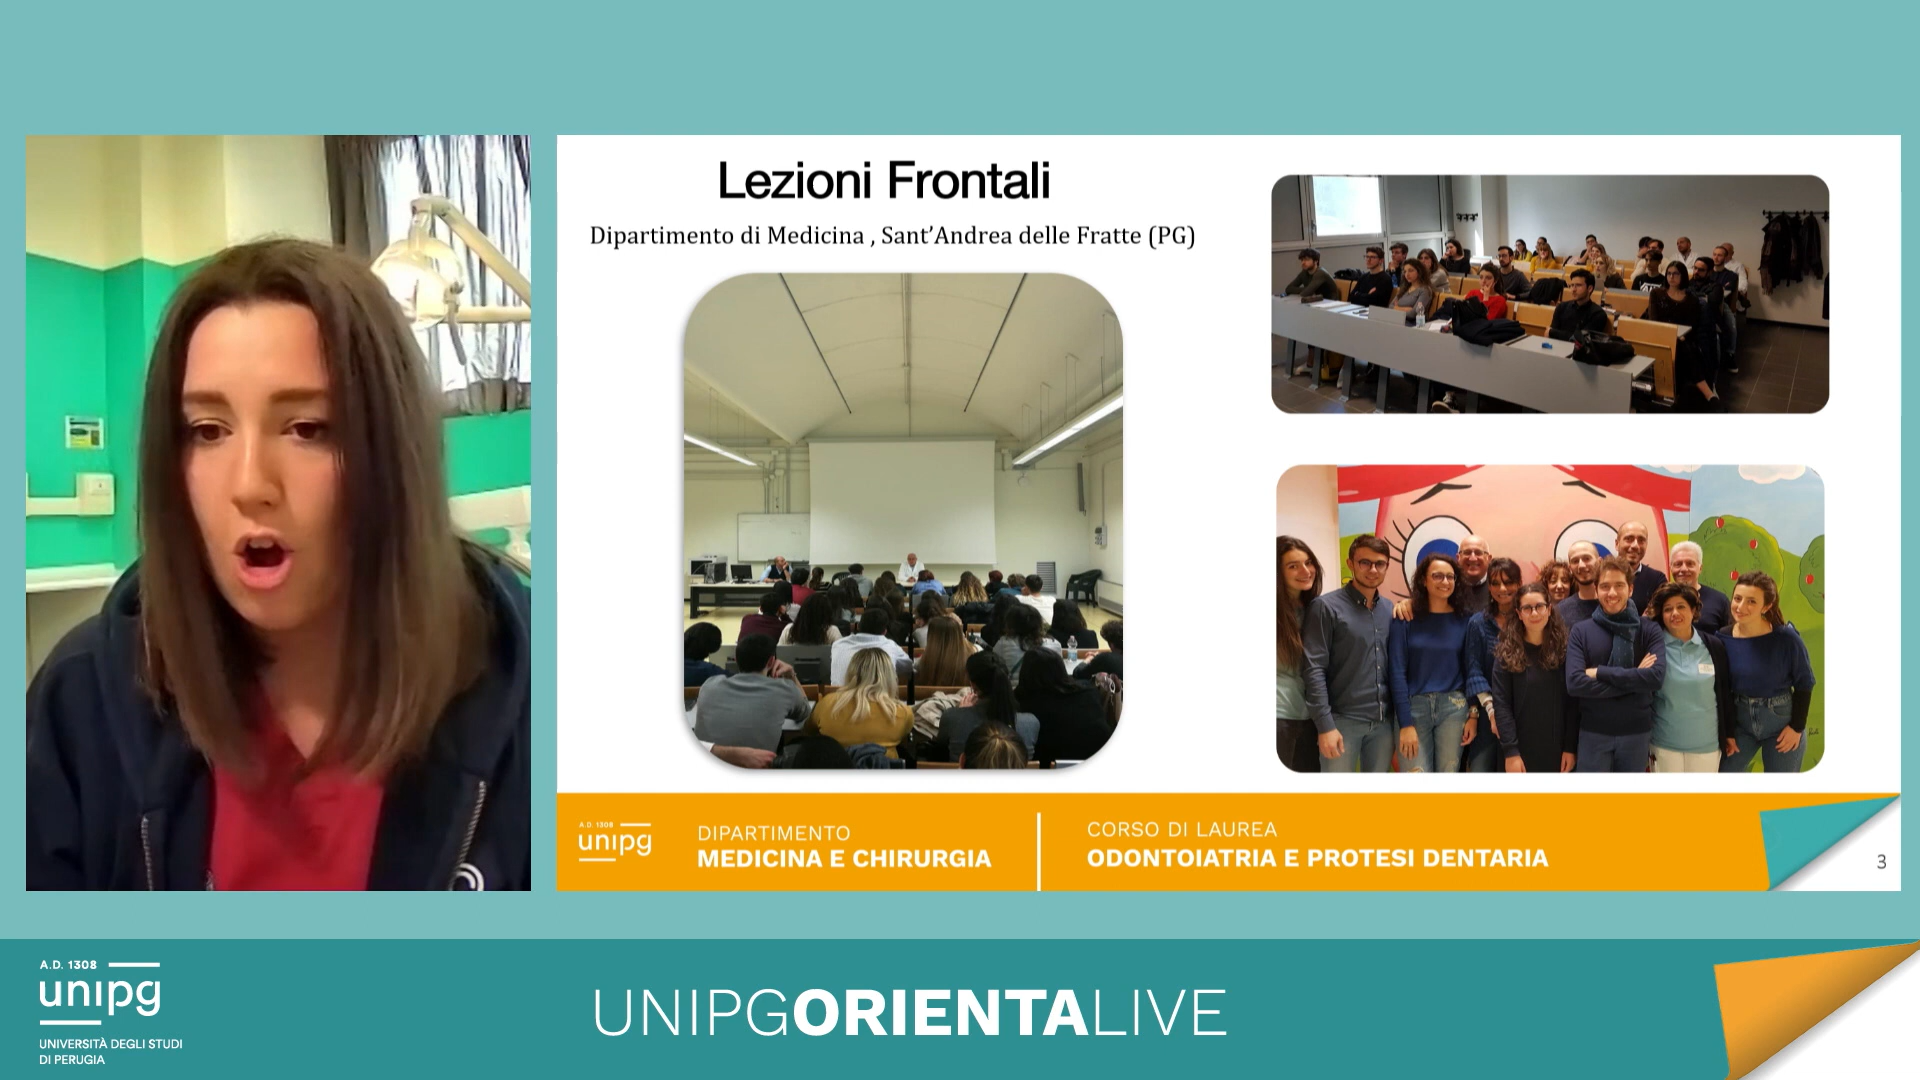 Lezioni Frontali
Dipartimento di Medicina , Sant'Andrea delle Fratte (PG)
A.D. 1308
unipg
DIPARTIMENTO
MEDICINA E CHIRURGIA
CORSO DI LAUREA
ODONTOIATRIA E PROTESI DENTARIA
3
A.D. 1308
unipg
UNIVERSITÀ DEGLI STUDI
DI PERUGIA
UNIPGORIENTALIVE